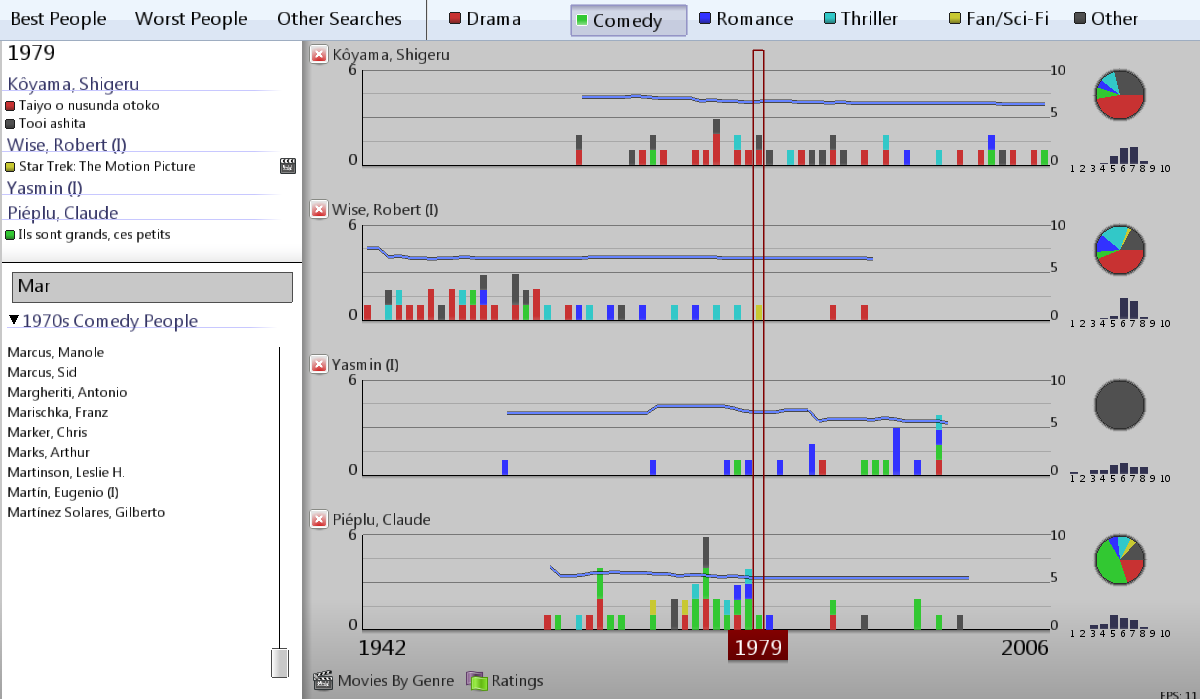 Best People Worst People Other Searches Drama Comedy Romance Thriller Fan/Sci-Fi Other
1979
Kôyama, Shigeru
Taiyo o nusunda otoko
Tooi ashita
Wise, Robert (I)
Star Trek: The Motion Picture
Yasmin (I)
Piéplu, Claude
Ils sont grands, ces petits
Mar
1970s Comedy People
Marcus, Manole
Marcus, Sid
Margheriti, Antonio
Marischka, Franz
Marker, Chris
Marks, Arthur
Martinson, Leslie H.
Martín, Eugenio (I)
Martínez Solares, Gilberto
Kôyama, Shigeru
6 10
5
0 0
1 2 3 4 5 6 7 8 9 10
Wise, Robert (I)
6 10
5
0 0
1 2 3 4 5 6 7 8 9 10
Yasmin (I)
6 10
5
0 0
1 2 3 4 5 6 7 8 9 10
Piéplu, Claude
6 10
5
0 0
1 2 3 4 5 6 7 8 9 10
1942 1979 2006
Movies By Genre Ratings
EPS: 11